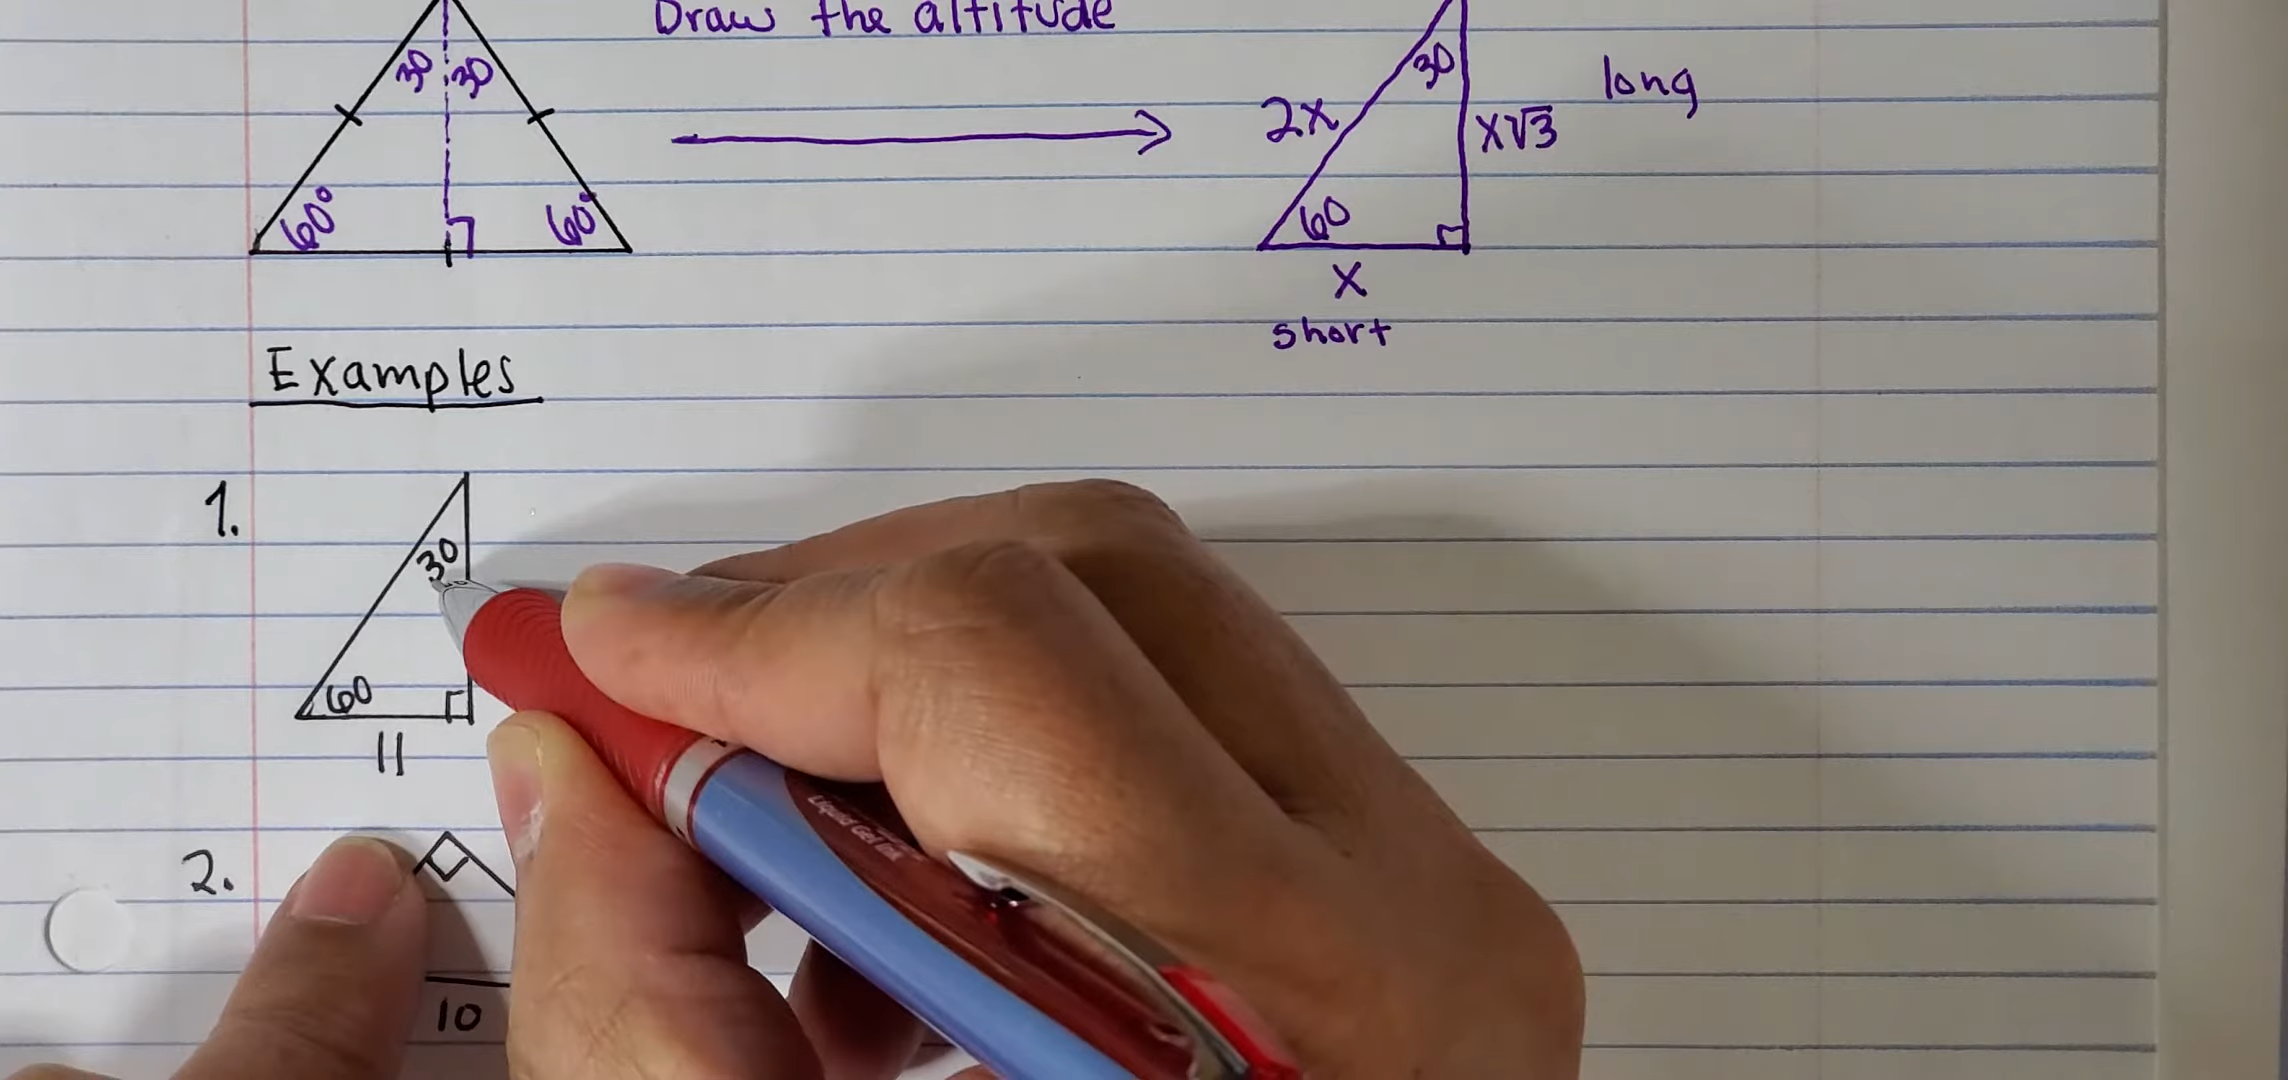 Draw the altitude
30 30
60° 60°
30
2x x√3 long
60
x
short
Examples
1.
30
60
11
2.
10
Liquid Gel Ink